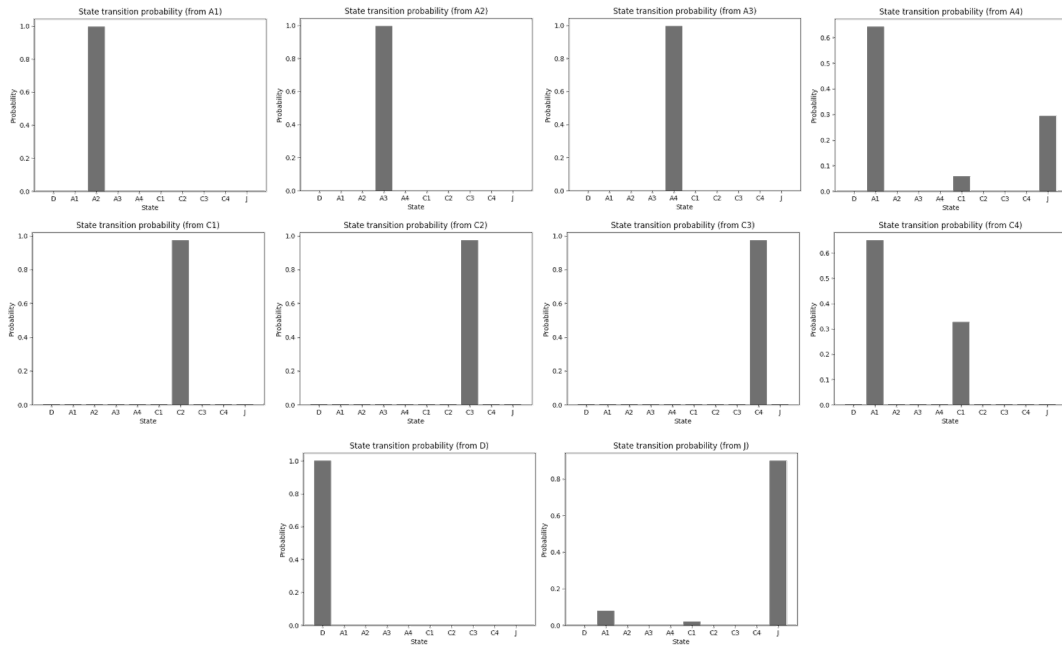 State transition probability (from A1)
Probability
1.0
0.8
0.6
0.4
0.2
0.0
D A1 A2 A3 A4 C1 C2 C3 C4 J
State
State transition probability (from A2)
Probability
1.0
0.8
0.6
0.4
0.2
0.0
D A1 A2 A3 A4 C1 C2 C3 C4 J
State
State transition probability (from A3)
Probability
1.0
0.8
0.6
0.4
0.2
0.0
D A1 A2 A3 A4 C1 C2 C3 C4 J
State
State transition probability (from A4)
Probability
0.6
0.5
0.4
0.3
0.2
0.1
0.0
D A1 A2 A3 A4 C1 C2 C3 C4 J
State
State transition probability (from C1)
Probability
1.0
0.8
0.6
0.4
0.2
0.0
D A1 A2 A3 A4 C1 C2 C3 C4 J
State
State transition probability (from C2)
Probability
1.0
0.8
0.6
0.4
0.2
0.0
D A1 A2 A3 A4 C1 C2 C3 C4 J
State
State transition probability (from C3)
Probability
1.0
0.8
0.6
0.4
0.2
0.0
D A1 A2 A3 A4 C1 C2 C3 C4 J
State
State transition probability (from C4)
Probability
0.6
0.5
0.4
0.3
0.2
0.1
0.0
D A1 A2 A3 A4 C1 C2 C3 C4 J
State
State transition probability (from D)
Probability
1.0
0.8
0.6
0.4
0.2
0.0
D A1 A2 A3 A4 C1 C2 C3 C4 J
State
State transition probability (from J)
Probability
0.8
0.6
0.4
0.2
0.0
D A1 A2 A3 A4 C1 C2 C3 C4 J
State